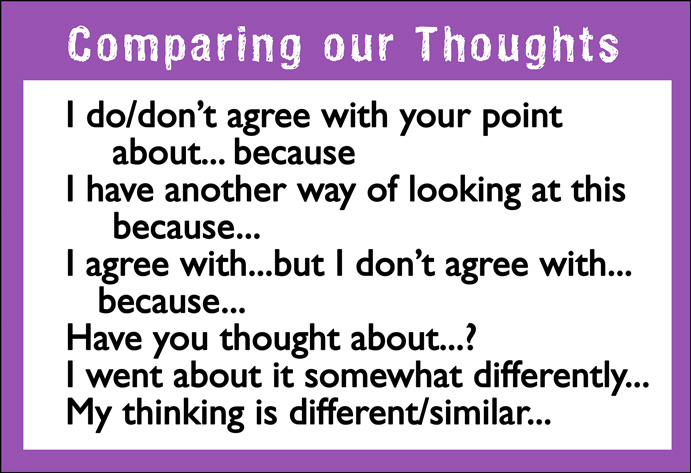 Comparing our Thoughts
I do/don’t agree with your point
about... because
I have another way of looking at this
because...
I agree with...but I don’t agree with...
because...
Have you thought about...?
I went about it somewhat differently...
My thinking is different/similar...